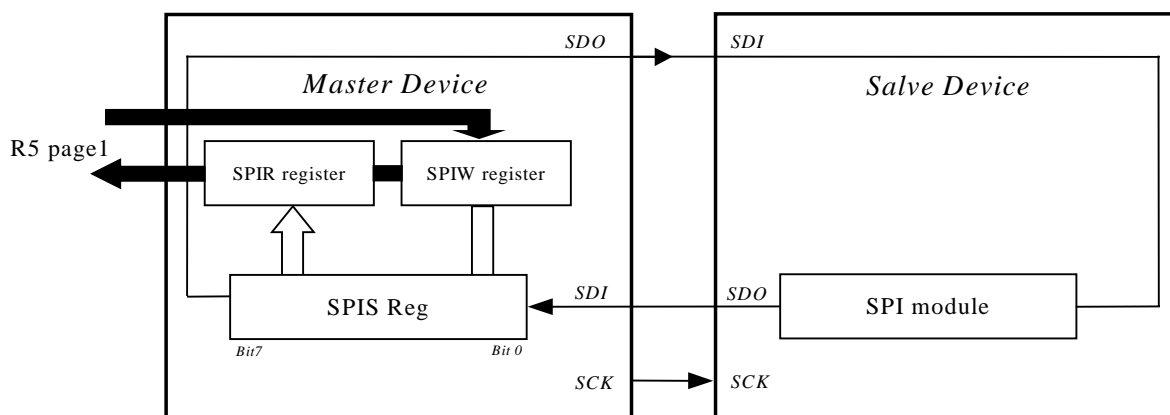 SDO
SDI
Master Device
Salve Device
R5 page1
SPIR register
SPIW register
SPIS Reg
SDI
SDO
SPI module
Bit7
Bit 0
SCK
SCK